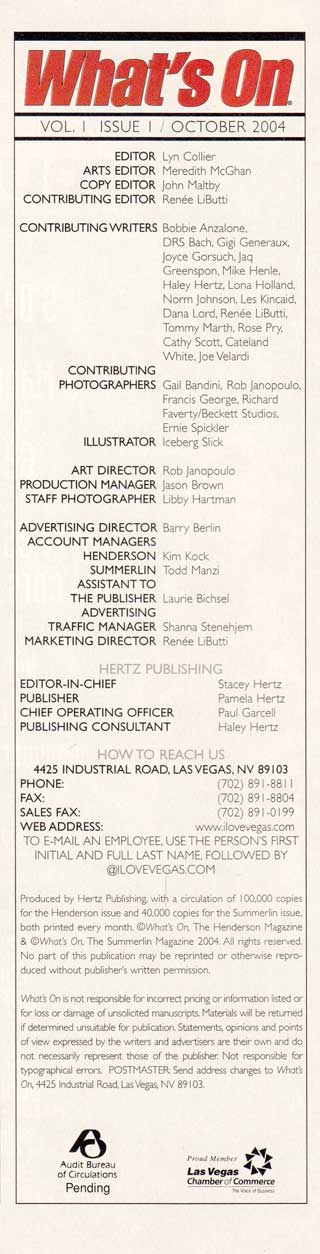 What's On.
VOL. 1 ISSUE 1 / OCTOBER 2004
EDITOR Lyn Collier
ARTS EDITOR Meredith McGhan
COPY EDITOR John Maltby
CONTRIBUTING EDITOR Renée LiButti
CONTRIBUTING WRITERS Bobbie Anzalone,
DRS Bach, Gigi Generaux,
Joyce Gorsuch, Jaq
Greenspon, Mike Henle,
Haley Hertz, Lona Holland,
Norm Johnson, Les Kincaid,
Dana Lord, Renée LiButti,
Tommy Marth, Rose Pry,
Cathy Scott, Cateland
White, Joe Velardi
CONTRIBUTING
PHOTOGRAPHERS Gail Bandini, Rob Janopoulo,
Francis George, Richard
Faverty/Beckett Studios,
Ernie Spickler
ILLUSTRATOR Iceberg Slick
ART DIRECTOR Rob Janopoulo
PRODUCTION MANAGER Jason Brown
STAFF PHOTOGRAPHER Libby Hartman
ADVERTISING DIRECTOR Barry Berlin
ACCOUNT MANAGERS
HENDERSON Kim Kock
SUMMERLIN Todd Manzi
ASSISTANT TO
THE PUBLISHER Laurie Bichsel
ADVERTISING
TRAFFIC MANAGER Shanna Stenehjem
MARKETING DIRECTOR Renée LiButti
HERTZ PUBLISHING
EDITOR-IN-CHIEF Stacey Hertz
PUBLISHER Pamela Hertz
CHIEF OPERATING OFFICER Paul Garcell
PUBLISHING CONSULTANT Haley Hertz
HOW TO REACH US
4425 INDUSTRIAL ROAD, LAS VEGAS, NV 89103
PHONE: (702) 891-8811
FAX: (702) 891-8804
SALES FAX: (702) 891-0199
WEB ADDRESS: www.ilovevegas.com
TO E-MAIL AN EMPLOYEE, USE THE PERSON'S FIRST
INITIAL AND FULL LAST NAME, FOLLOWED BY
@ILOVEVEGAS.COM
Produced by Hertz Publishing, with a circulation of 100,000 copies
for the Henderson issue and 40,000 copies for the Summerlin issue,
both printed every month. ©What's On, The Henderson Magazine
& ©What's On, The Summerlin Magazine 2004. All rights reserved.
No part of this publication may be reprinted or otherwise repro-
duced without publisher's written permission.
What's On is not responsible for incorrect pricing or information listed or
for loss or damage of unsolicited manuscripts. Materials will be returned
if determined unsuitable for publication. Statements, opinions and points
of view expressed by the writers and advertisers are their own and do
not necessarily represent those of the publisher. Not responsible for
typographical errors. POSTMASTER: Send address changes to What's
On, 4425 Industrial Road, Las Vegas, NV 89103.
Audit Bureau
of Circulations
Pending
Proud Member
Las Vegas
Chamber of Commerce
The Voice of Business